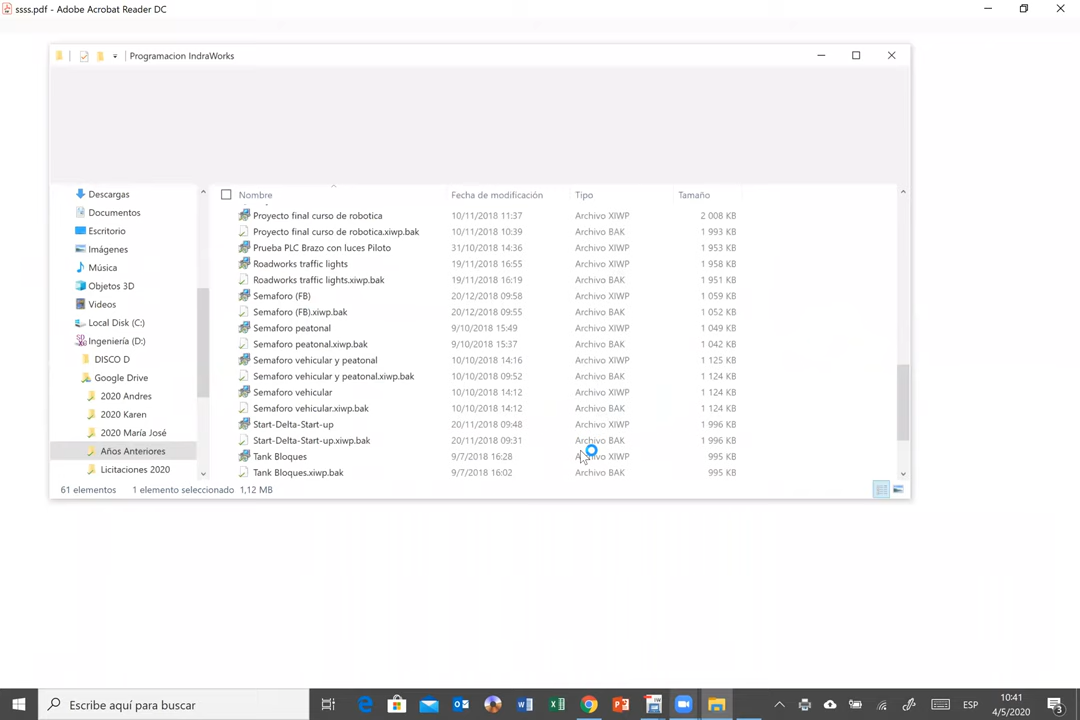 ssss.pdf - Adobe Acrobat Reader DC
Programacion IndraWorks
Nombre Fecha de modificación Tipo Tamaño
Descargas
Documentos
Escritorio
Imágenes
Música
Objetos 3D
Videos
Local Disk (C:)
Ingeniería (D:)
DISCO D
Google Drive
2020 Andres
2020 Karen
2020 María José
Años Anteriores
Licitaciones 2020
Proyecto final curso de robotica 10/11/2018 11:37 Archivo XIWP 2 008 KB
Proyecto final curso de robotica.xiwp.bak 10/11/2018 10:39 Archivo BAK 1 993 KB
Prueba PLC Brazo con luces Piloto 31/10/2018 14:36 Archivo XIWP 1 953 KB
Roadworks traffic lights 19/11/2018 16:55 Archivo XIWP 1 958 KB
Roadworks traffic lights.xiwp.bak 19/11/2018 16:19 Archivo BAK 1 951 KB
Semaforo (FB) 20/12/2018 09:58 Archivo XIWP 1 059 KB
Semaforo (FB).xiwp.bak 20/12/2018 09:55 Archivo BAK 1 052 KB
Semaforo peatonal 9/10/2018 15:49 Archivo XIWP 1 049 KB
Semaforo peatonal.xiwp.bak 9/10/2018 15:37 Archivo BAK 1 042 KB
Semaforo vehicular y peatonal 10/10/2018 14:16 Archivo XIWP 1 125 KB
Semaforo vehicular y peatonal.xiwp.bak 10/10/2018 09:52 Archivo BAK 1 124 KB
Semaforo vehicular 10/10/2018 14:12 Archivo XIWP 1 124 KB
Semaforo vehicular.xiwp.bak 10/10/2018 14:12 Archivo BAK 1 124 KB
Start-Delta-Start-up 20/11/2018 09:48 Archivo XIWP 1 996 KB
Start-Delta-Start-up.xiwp.bak 20/11/2018 09:31 Archivo BAK 1 996 KB
Tank Bloques 9/7/2018 16:28 Archivo XIWP 995 KB
Tank Bloques.xiwp.bak 9/7/2018 16:02 Archivo BAK 995 KB
61 elementos 1 elemento seleccionado 1,12 MB
Escribe aquí para buscar
ESP
10:41
4/5/2020
3